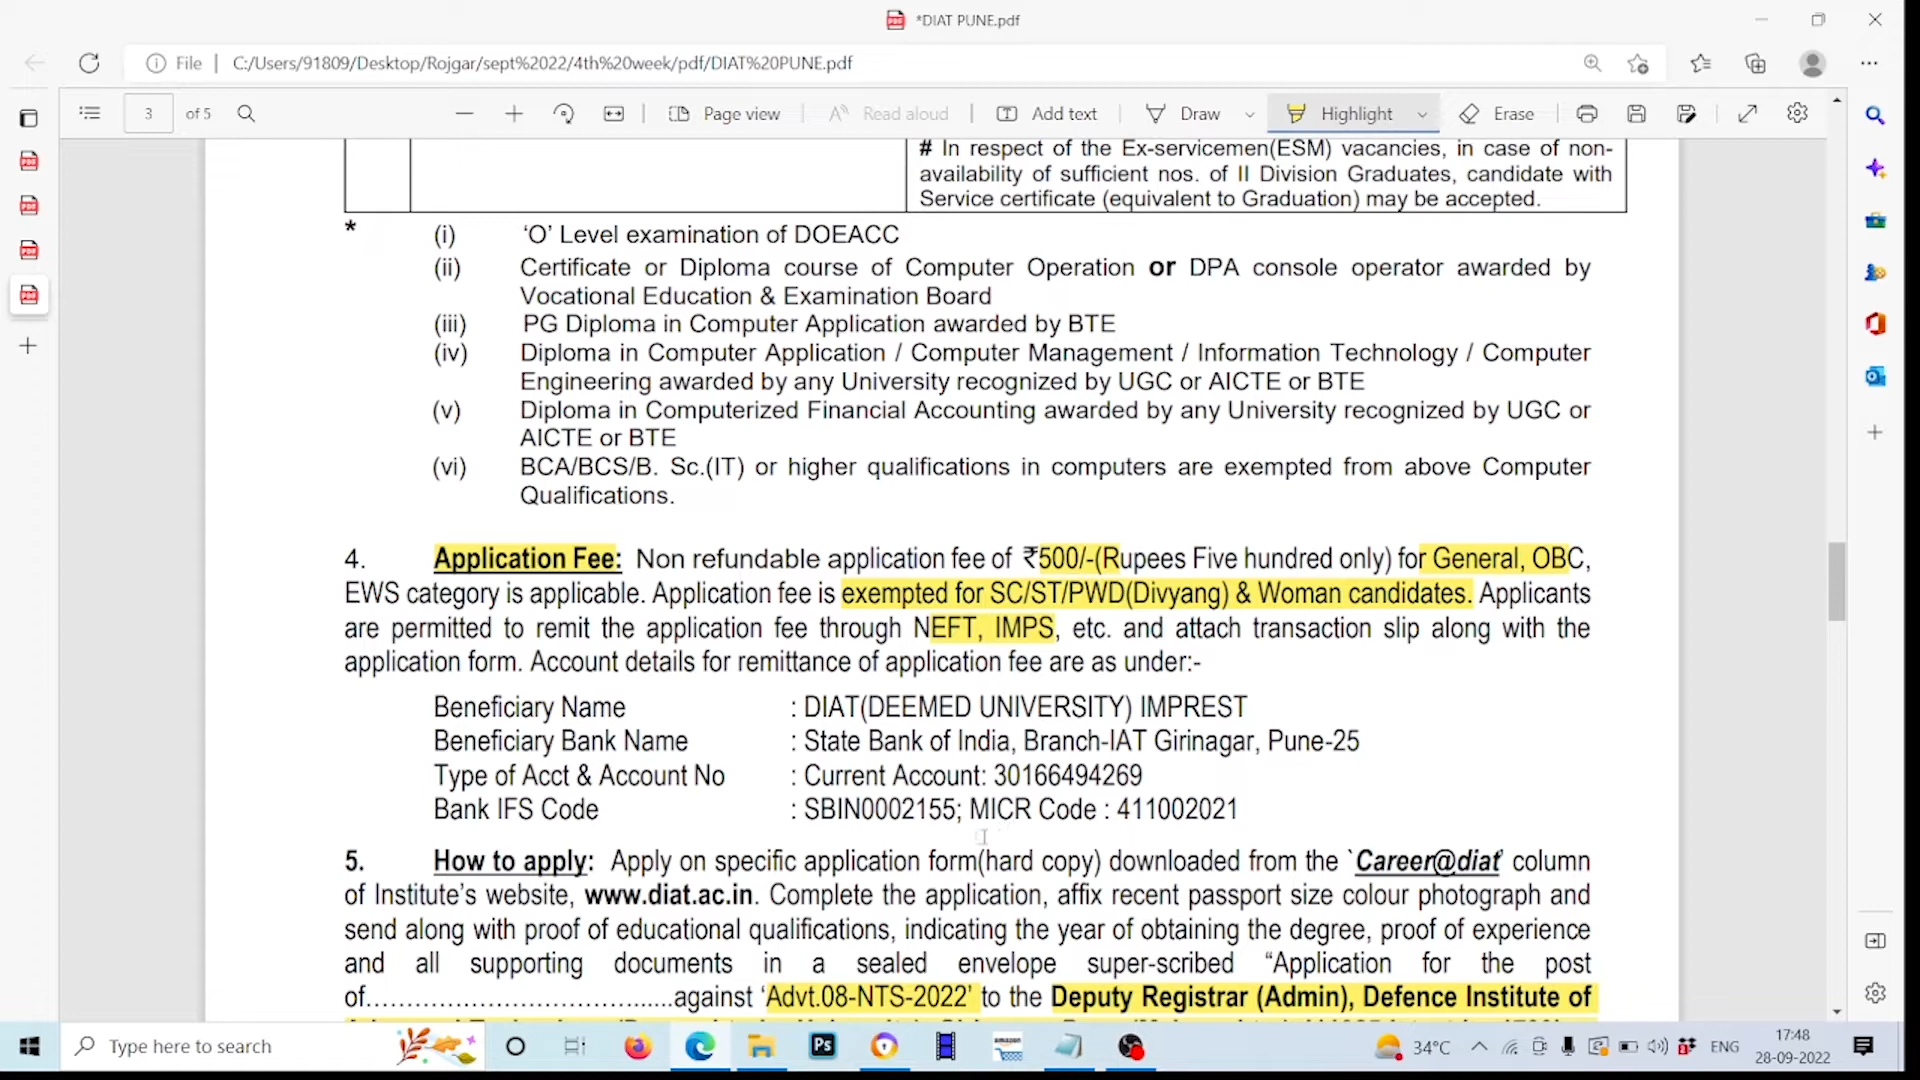 *DIAT PUNE.pdf
File | C:/Users/91809/Desktop/Rojgar/sept%2022/4th%20week/pdf/DIAT%20PUNE.pdf
3 of 5 Page view Read aloud Add text Draw Highlight Erase
# In respect of the Ex-servicemen(ESM) vacancies, in case of non-
availability of sufficient nos. of II Division Graduates, candidate with
Service certificate (equivalent to Graduation) may be accepted.
* (i) ‘O’ Level examination of DOEACC
(ii) Certificate or Diploma course of Computer Operation or DPA console operator awarded by
Vocational Education & Examination Board
(iii) PG Diploma in Computer Application awarded by BTE
(iv) Diploma in Computer Application / Computer Management / Information Technology / Computer
Engineering awarded by any University recognized by UGC or AICTE or BTE
(v) Diploma in Computerized Financial Accounting awarded by any University recognized by UGC or
AICTE or BTE
(vi) BCA/BCS/B. Sc.(IT) or higher qualifications in computers are exempted from above Computer
Qualifications.
4. Application Fee: Non refundable application fee of ₹500/-(Rupees Five hundred only) for General, OBC,
EWS category is applicable. Application fee is exempted for SC/ST/PWD(Divyang) & Woman candidates. Applicants
are permitted to remit the application fee through NEFT, IMPS, etc. and attach transaction slip along with the
application form. Account details for remittance of application fee are as under:-
Beneficiary Name : DIAT(DEEMED UNIVERSITY) IMPREST
Beneficiary Bank Name : State Bank of India, Branch-IAT Girinagar, Pune-25
Type of Acct & Account No : Current Account: 30166494269
Bank IFS Code : SBIN0002155; MICR Code : 411002021
5. How to apply: Apply on specific application form(hard copy) downloaded from the `Career@diat’ column
of Institute’s website, www.diat.ac.in. Complete the application, affix recent passport size colour photograph and
send along with proof of educational qualifications, indicating the year of obtaining the degree, proof of experience
and all supporting documents in a sealed envelope super-scribed “Application for the post
of……………………………......against ‘Advt.08-NTS-2022’ to the Deputy Registrar (Admin), Defence Institute of
Type here to search 34°C ENG 17:48
28-09-2022